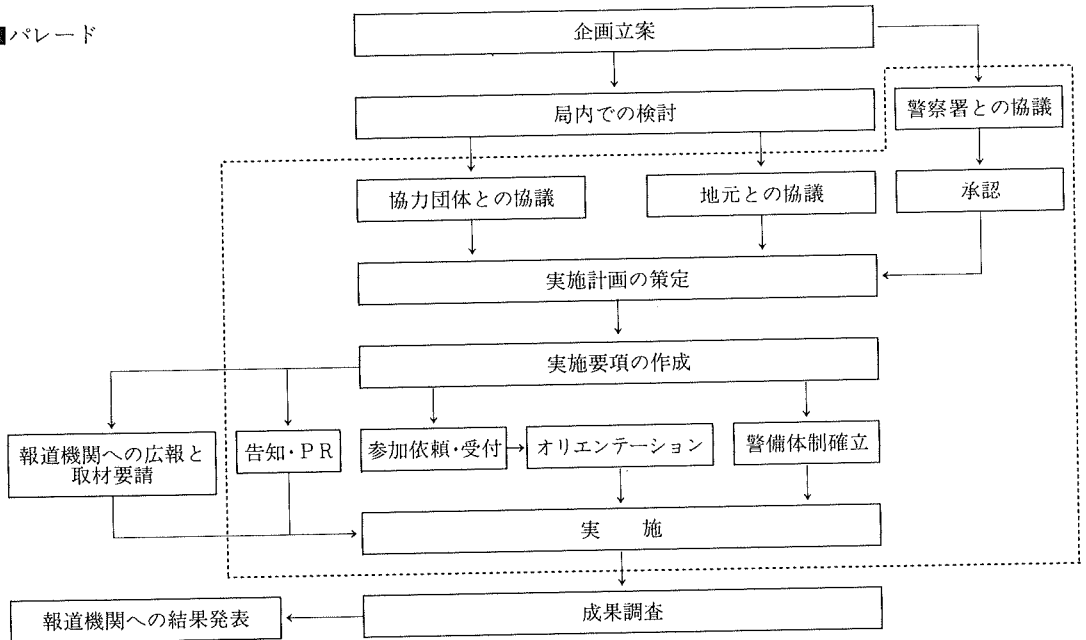 ■パレード
企画立案
局内での検討
警察署との協議
協力団体との協議
地元との協議
承認
実施計画の策定
実施要項の作成
報道機関への広報と
取材要請
告知・PR
参加依頼・受付
オリエンテーション
警備体制確立
実　施
成果調査
報道機関への結果発表